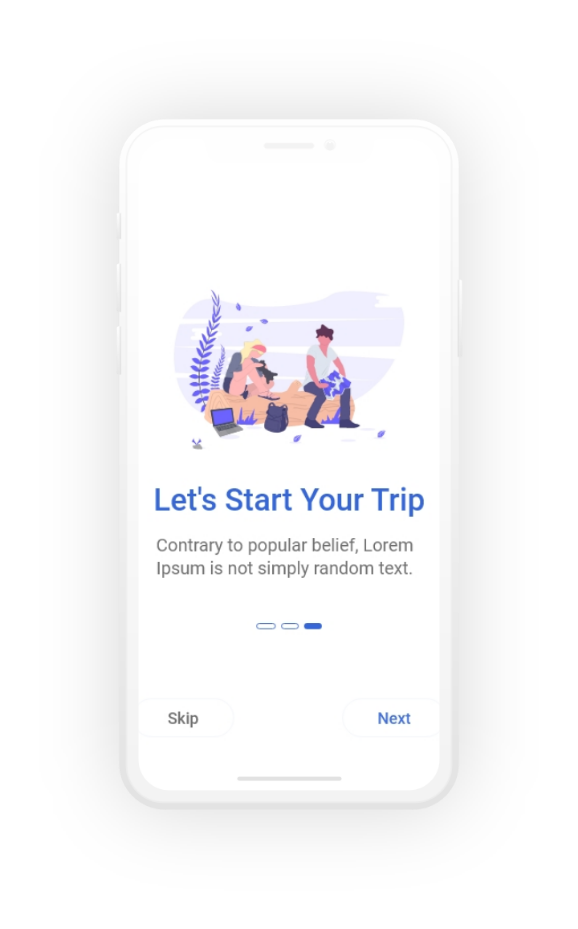 Let's Start Your Trip
Contrary to popular belief, Lorem
Ipsum is not simply random text.
Skip
Next